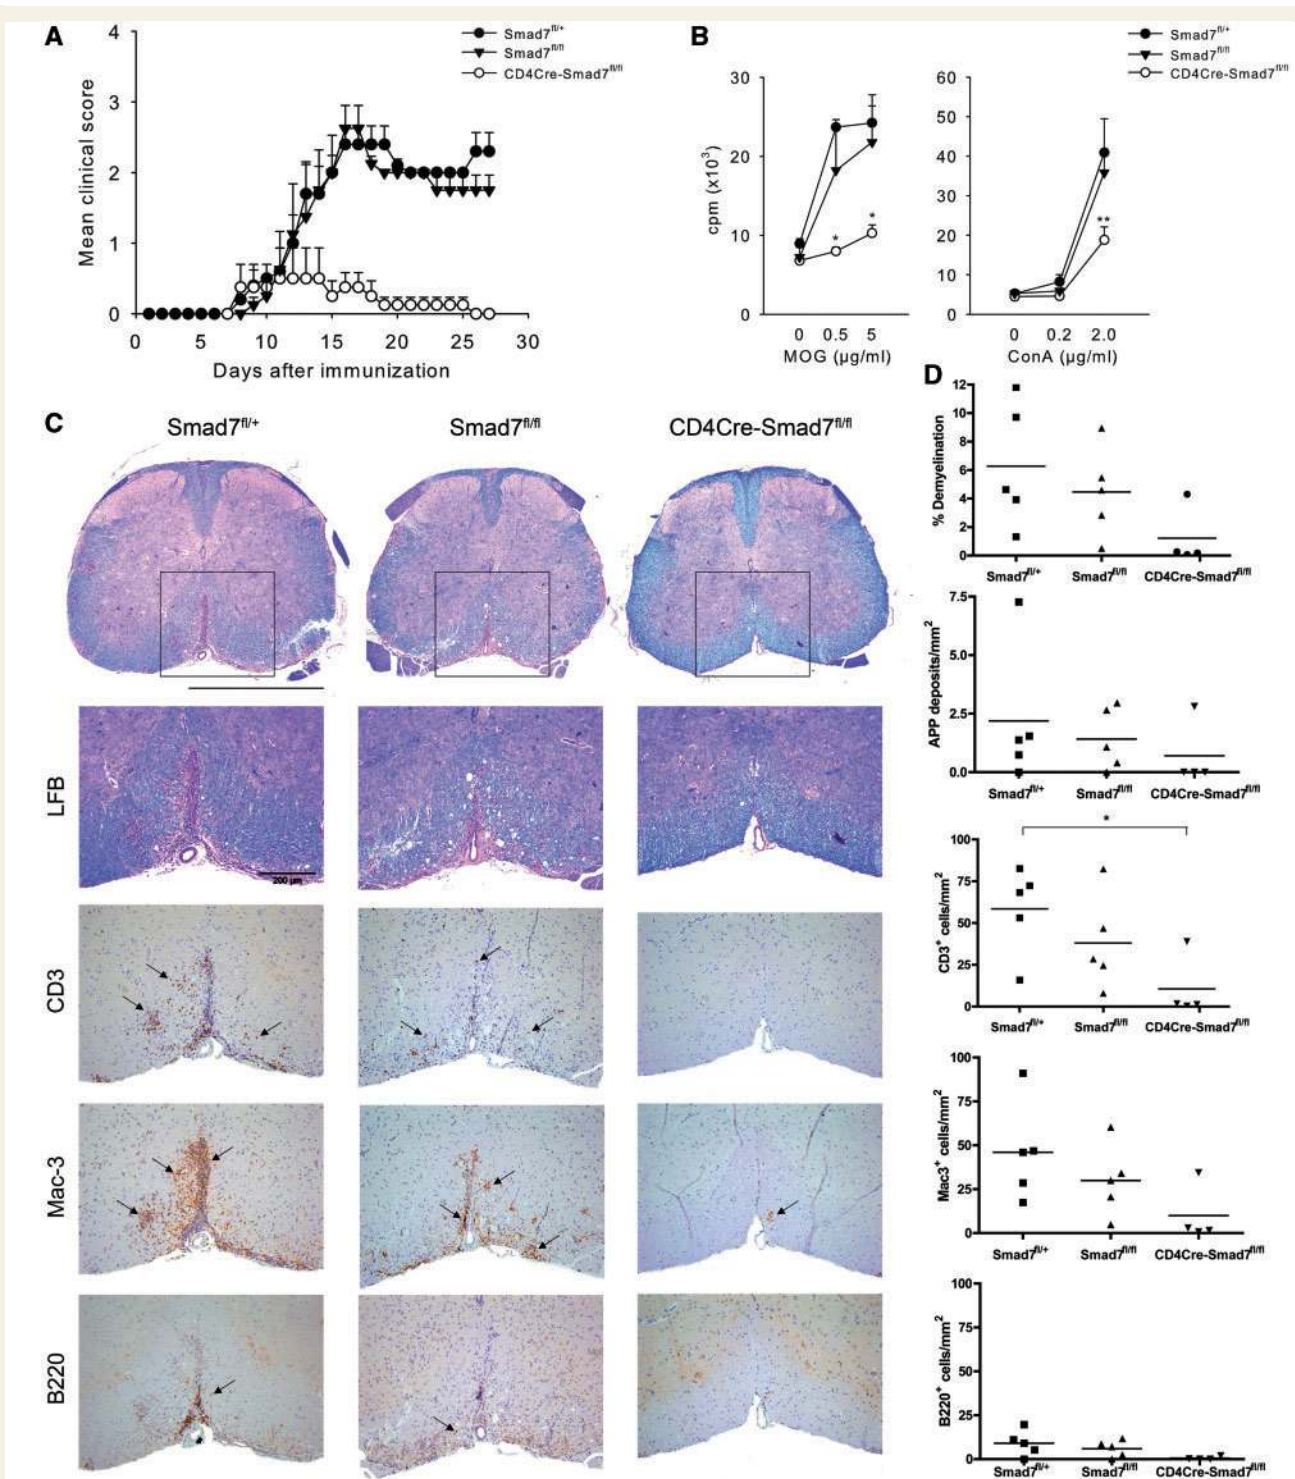 A
Smad7fl/+
Smad7fl/fl
CD4Cre-Smad7fl/fl
4
3
2
1
0
Mean clinical score
0 5 10 15 20 25 30
Days after immunization
B
Smad7fl/+
Smad7fl/fl
CD4Cre-Smad7fl/fl
30
20
10
0
cpm (x10³)
* *
0 0.5 5
MOG (µg/ml)
50
40
30
20
10
0
**
0 0.2 2.0
ConA (µg/ml)
C
Smad7fl/+ Smad7fl/fl CD4Cre-Smad7fl/fl
LFB
200 µm
CD3
Mac-3
B220
D
12
10
8
6
4
2
0
% Demyelination
Smad7fl/+ Smad7fl/fl CD4Cre-Smad7fl/fl
7.5
5.0
2.5
0.0
APP deposits/mm²
Smad7fl/+ Smad7fl/fl CD4Cre-Smad7fl/fl
*
100
75
50
25
0
CD3+ cells/mm²
Smad7fl/+ Smad7fl/fl CD4Cre-Smad7fl/fl
100
75
50
25
0
Mac3+ cells/mm²
Smad7fl/+ Smad7fl/fl CD4Cre-Smad7fl/fl
100
75
50
25
0
B220+ cells/mm²
Smad7fl/+ Smad7fl/fl CD4Cre-Smad7fl/fl